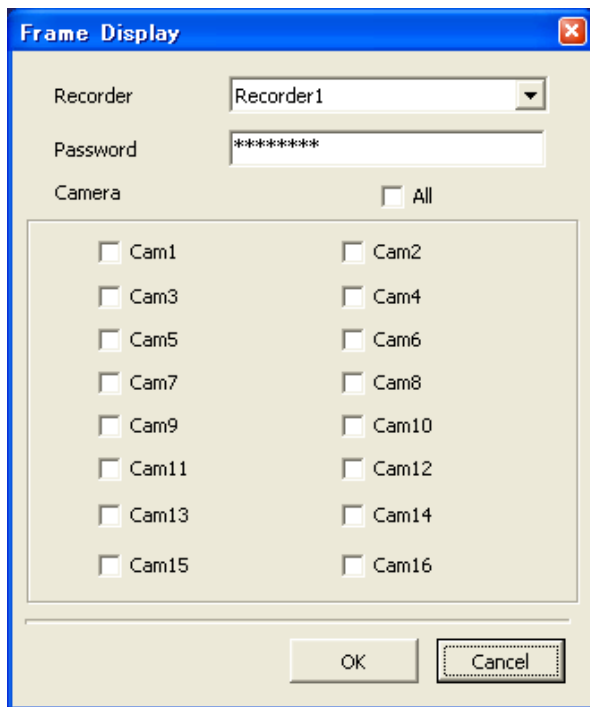 Frame Display
Recorder Recorder1
Password ********
Camera All
Cam1 Cam2
Cam3 Cam4
Cam5 Cam6
Cam7 Cam8
Cam9 Cam10
Cam11 Cam12
Cam13 Cam14
Cam15 Cam16
OK Cancel